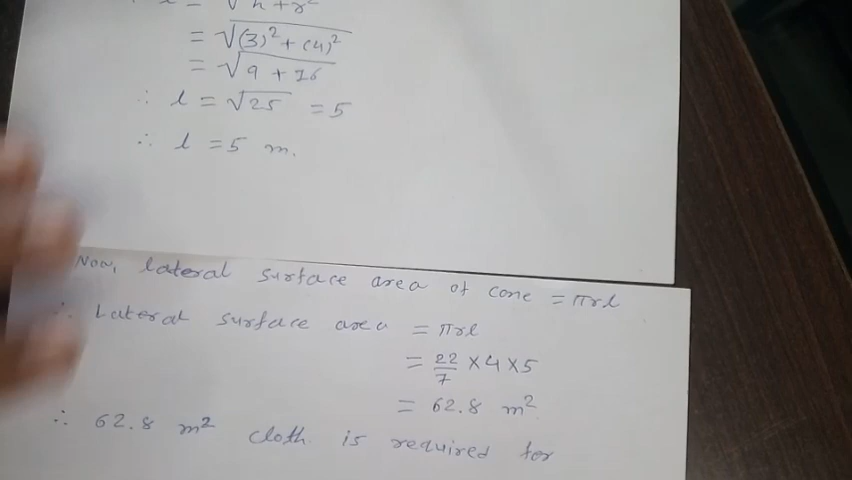 = √h + r²
= √(3)² + (4)²
= √9 + 16
∴ l = √25 = 5
∴ l = 5 m.
Now, lateral surface area of cone = πrl
∴ Lateral surface area = πrl
= 22/7 × 4 × 5
= 62.8 m²
∴ 62.8 m² cloth is required for